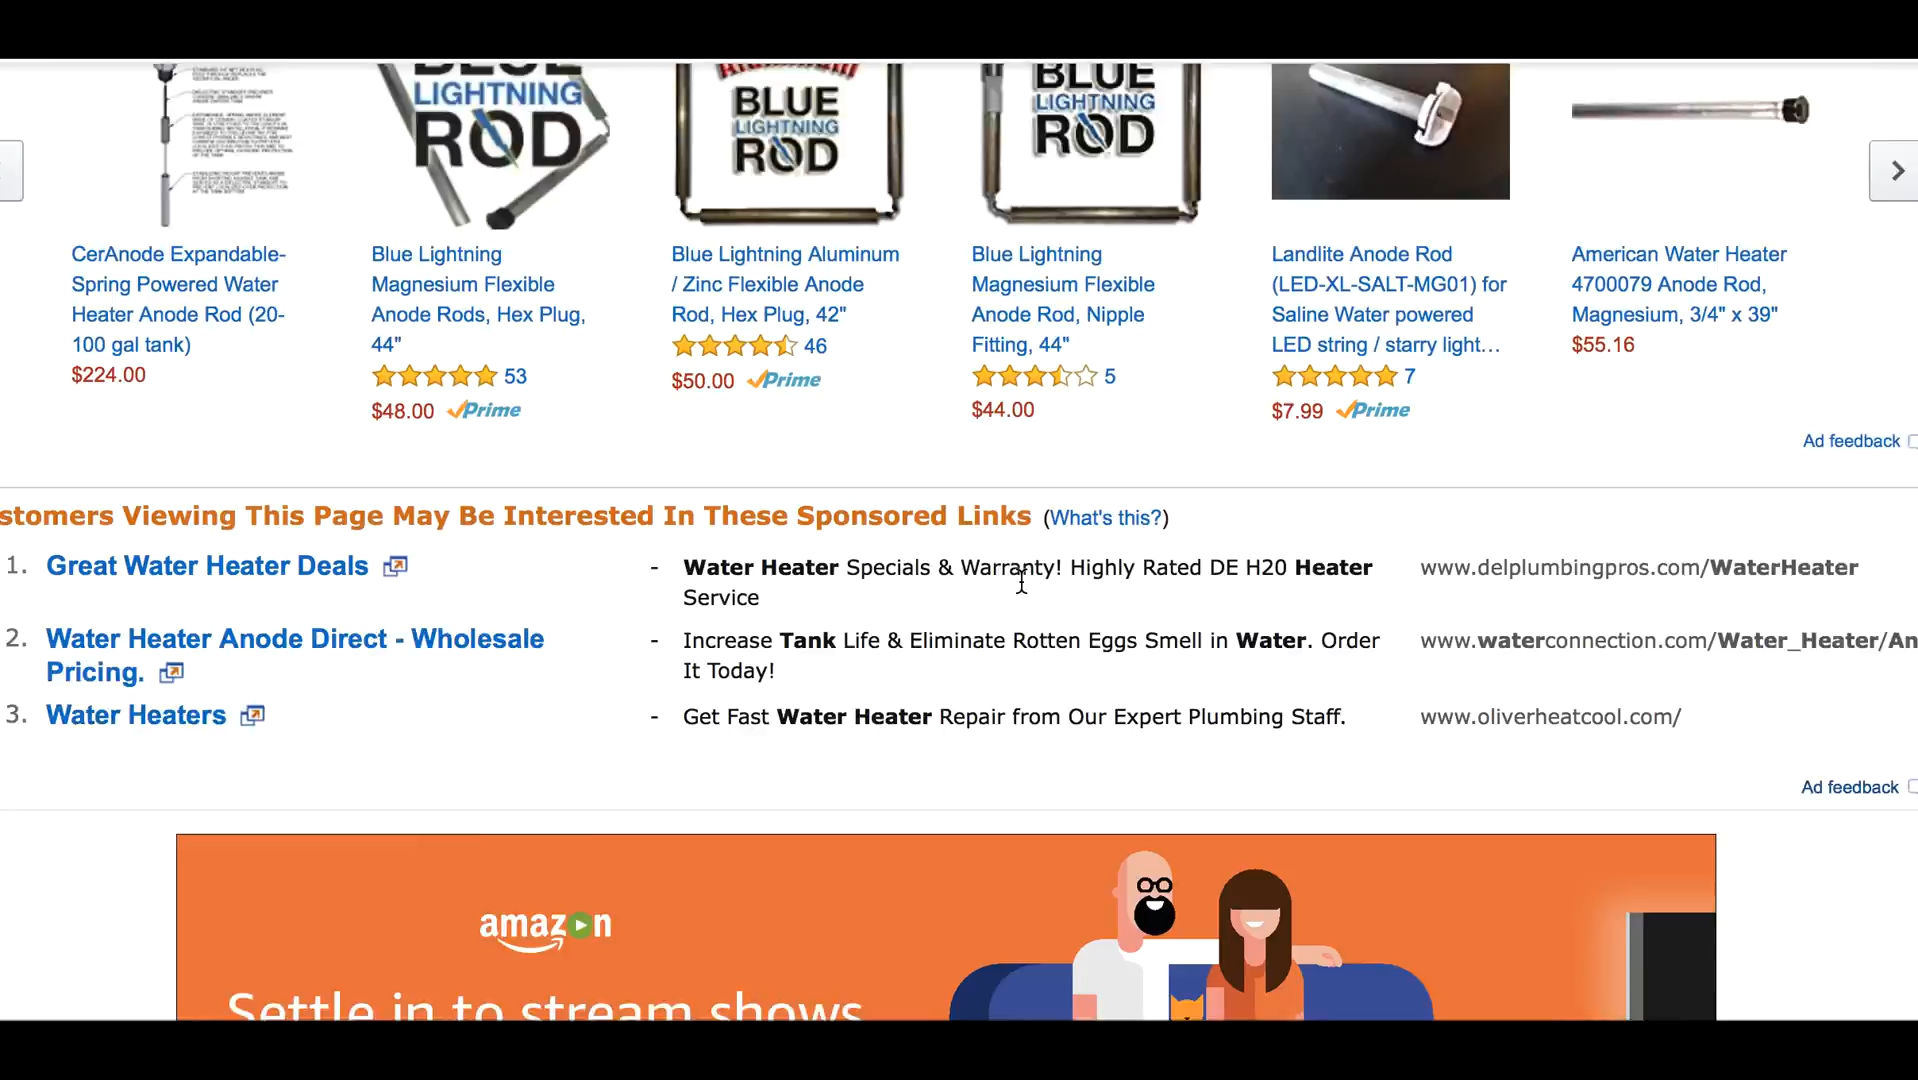 BLUE
LIGHTNING
ROD
BLUE
LIGHTNING
ROD
BLUE
LIGHTNING
ROD
CerAnode Expandable-
Spring Powered Water
Heater Anode Rod (20-
100 gal tank)
$224.00
Blue Lightning
Magnesium Flexible
Anode Rods, Hex Plug,
44"
53
$48.00 Prime
Blue Lightning Aluminum
/ Zinc Flexible Anode
Rod, Hex Plug, 42"
46
$50.00 Prime
Blue Lightning
Magnesium Flexible
Anode Rod, Nipple
Fitting, 44"
5
$44.00
Landlite Anode Rod
(LED-XL-SALT-MG01) for
Saline Water powered
LED string / starry light…
7
$7.99 Prime
American Water Heater
4700079 Anode Rod,
Magnesium, 3/4" x 39"
$55.16
Ad feedback
stomers Viewing This Page May Be Interested In These Sponsored Links (What's this?)
1. Great Water Heater Deals - Water Heater Specials & Warranty! Highly Rated DE H20 Heater www.delplumbingpros.com/WaterHeater
Service
2. Water Heater Anode Direct - Wholesale - Increase Tank Life & Eliminate Rotten Eggs Smell in Water. Order www.waterconnection.com/Water_Heater/An
Pricing. It Today!
3. Water Heaters - Get Fast Water Heater Repair from Our Expert Plumbing Staff. www.oliverheatcool.com/
Ad feedback
amazon
Settle in to stream shows